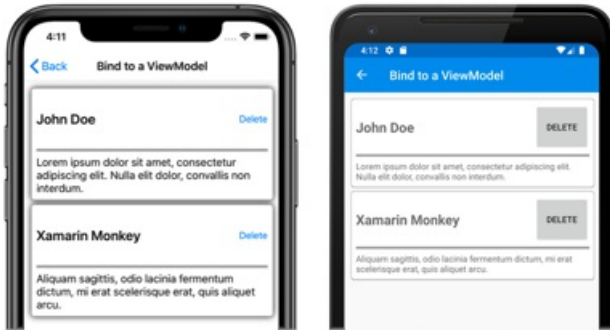 4:11
Back Bind to a ViewModel
John Doe Delete
Lorem ipsum dolor sit amet, consectetur
adipiscing elit. Nulla elit dolor, convallis non
interdum.
Xamarin Monkey Delete
Aliquam sagittis, odio lacinia fermentum
dictum, mi erat scelerisque erat, quis aliquet
arcu.
4:12
Bind to a ViewModel
John Doe DELETE
Lorem ipsum dolor sit amet, consectetur adipiscing elit.
Nulla elit dolor, convallis non interdum.
Xamarin Monkey DELETE
Aliquam sagittis, odio lacinia fermentum dictum, mi erat
scelerisque erat, quis aliquet arcu.